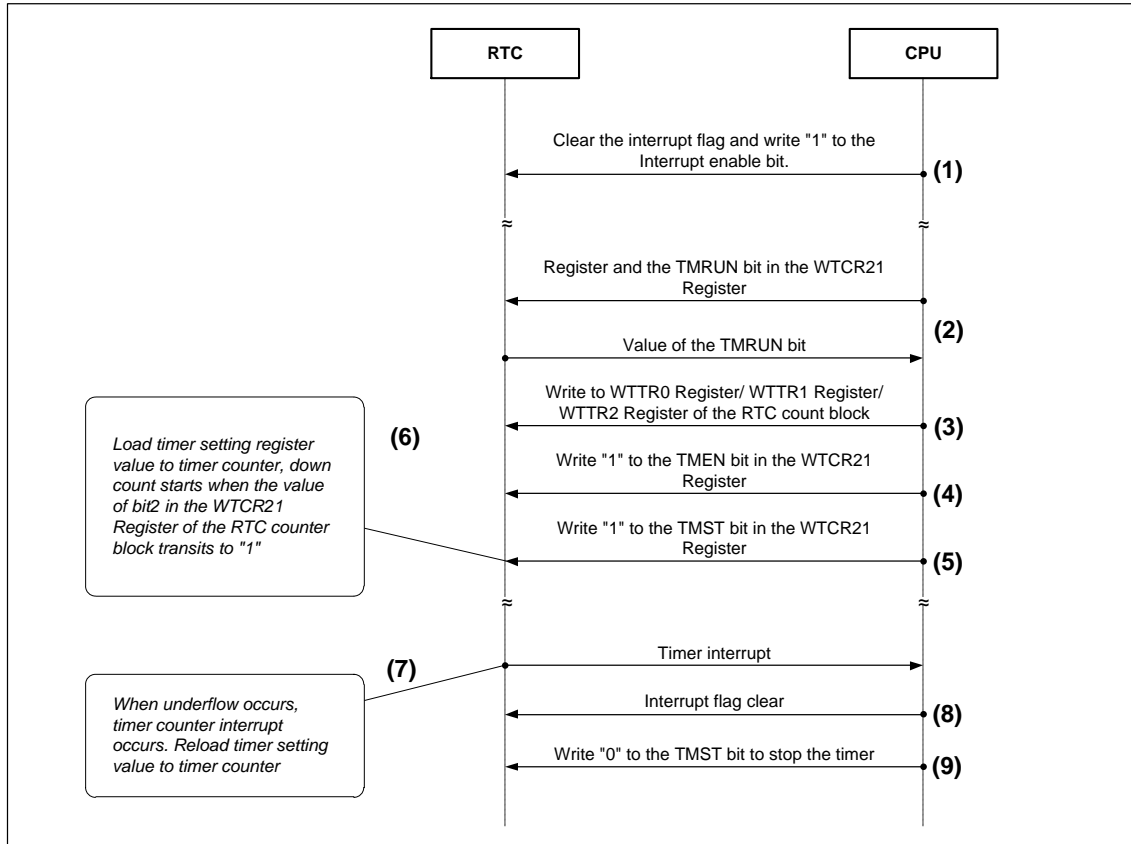 RTC
CPU
Clear the interrupt flag and write "1" to the
Interrupt enable bit.
(1)
≈
≈
Register and the TMRUN bit in the WTCR21
Register
(2)
Value of the TMRUN bit
Write to WTTR0 Register/ WTTR1 Register/
WTTR2 Register of the RTC count block
(3)
(6)
Load timer setting register
value to timer counter, down
count starts when the value
of bit2 in the WTCR21
Register of the RTC counter
block transits to "1"
Write "1" to the TMEN bit in the WTCR21
Register
(4)
Write "1" to the TMST bit in the WTCR21
Register
(5)
≈
≈
Timer interrupt
(7)
When underflow occurs,
timer counter interrupt
occurs. Reload timer setting
value to timer counter
Interrupt flag clear
(8)
Write "0" to the TMST bit to stop the timer
(9)